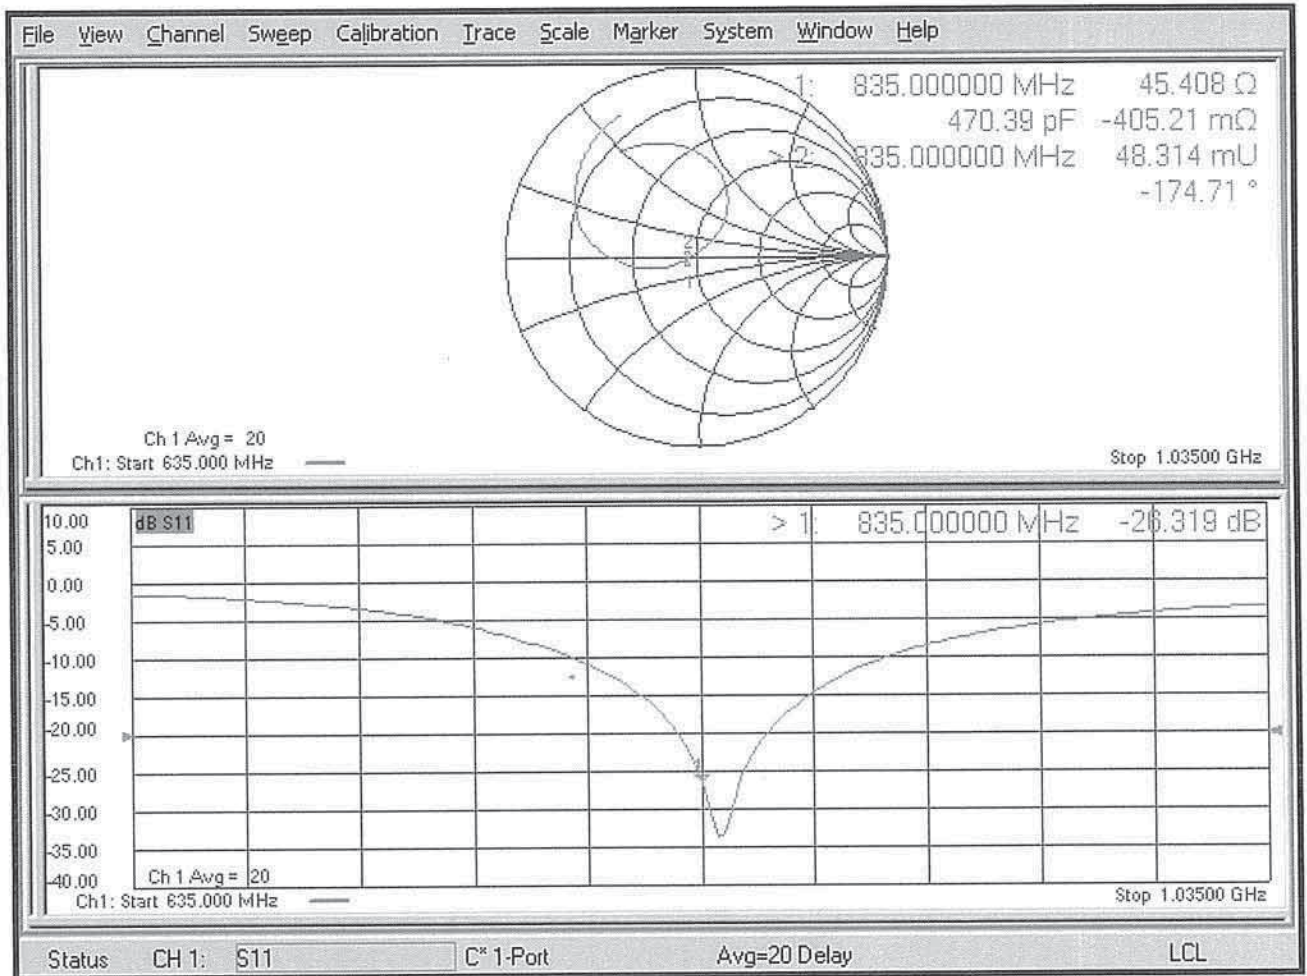 File View Channel Sweep Calibration Trace Scale Marker System Window Help
1: 835.000000 MHz 45.408 Ω
470.39 pF -405.21 mΩ
> 2: 835.000000 MHz 48.314 mU
-174.71 °
2
1
Ch 1 Avg = 20
Ch1: Start 635.000 MHz
Stop 1.03500 GHz
10.00
dB S11
> 1: 835.000000 MHz -26.319 dB
5.00
0.00
-5.00
-10.00
-15.00
-20.00
-25.00
1
-30.00
-35.00
-40.00
Ch 1 Avg = 20
Ch1: Start 635.000 MHz
Stop 1.03500 GHz
Status CH 1: S11 C* 1-Port Avg=20 Delay LCL